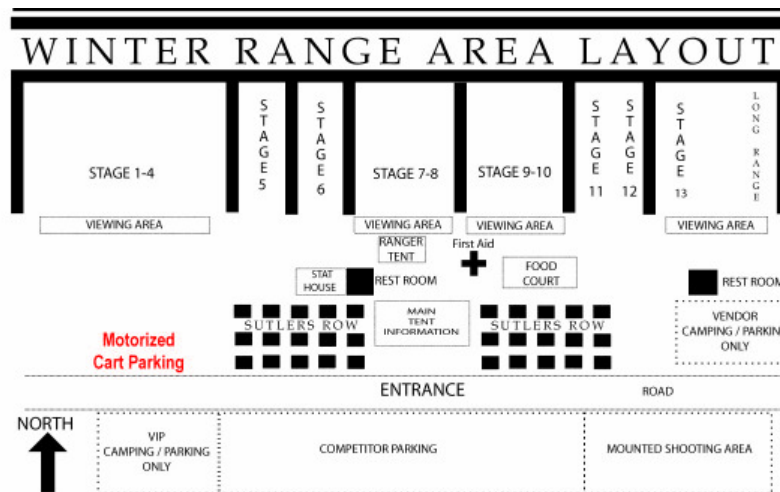 WINTER RANGE AREA LAYOUT
STAGE 1-4
STAGE 5
STAGE 6
STAGE 7-8
STAGE 9-10
STAGE 11
STAGE 12
STAGE 13
LONG RANGE
VIEWING AREA
VIEWING AREA
VIEWING AREA
VIEWING AREA
RANGER
TENT
First Aid
STAT
HOUSE
REST ROOM
FOOD
COURT
REST ROOM
SUTLERS ROW
MAIN
TENT
INFORMATION
SUTLERS ROW
VENDOR
CAMPING / PARKING
ONLY
Motorized
Cart Parking
ENTRANCE
ROAD
NORTH
VIP
CAMPING / PARKING
ONLY
COMPETITOR PARKING
MOUNTED SHOOTING AREA